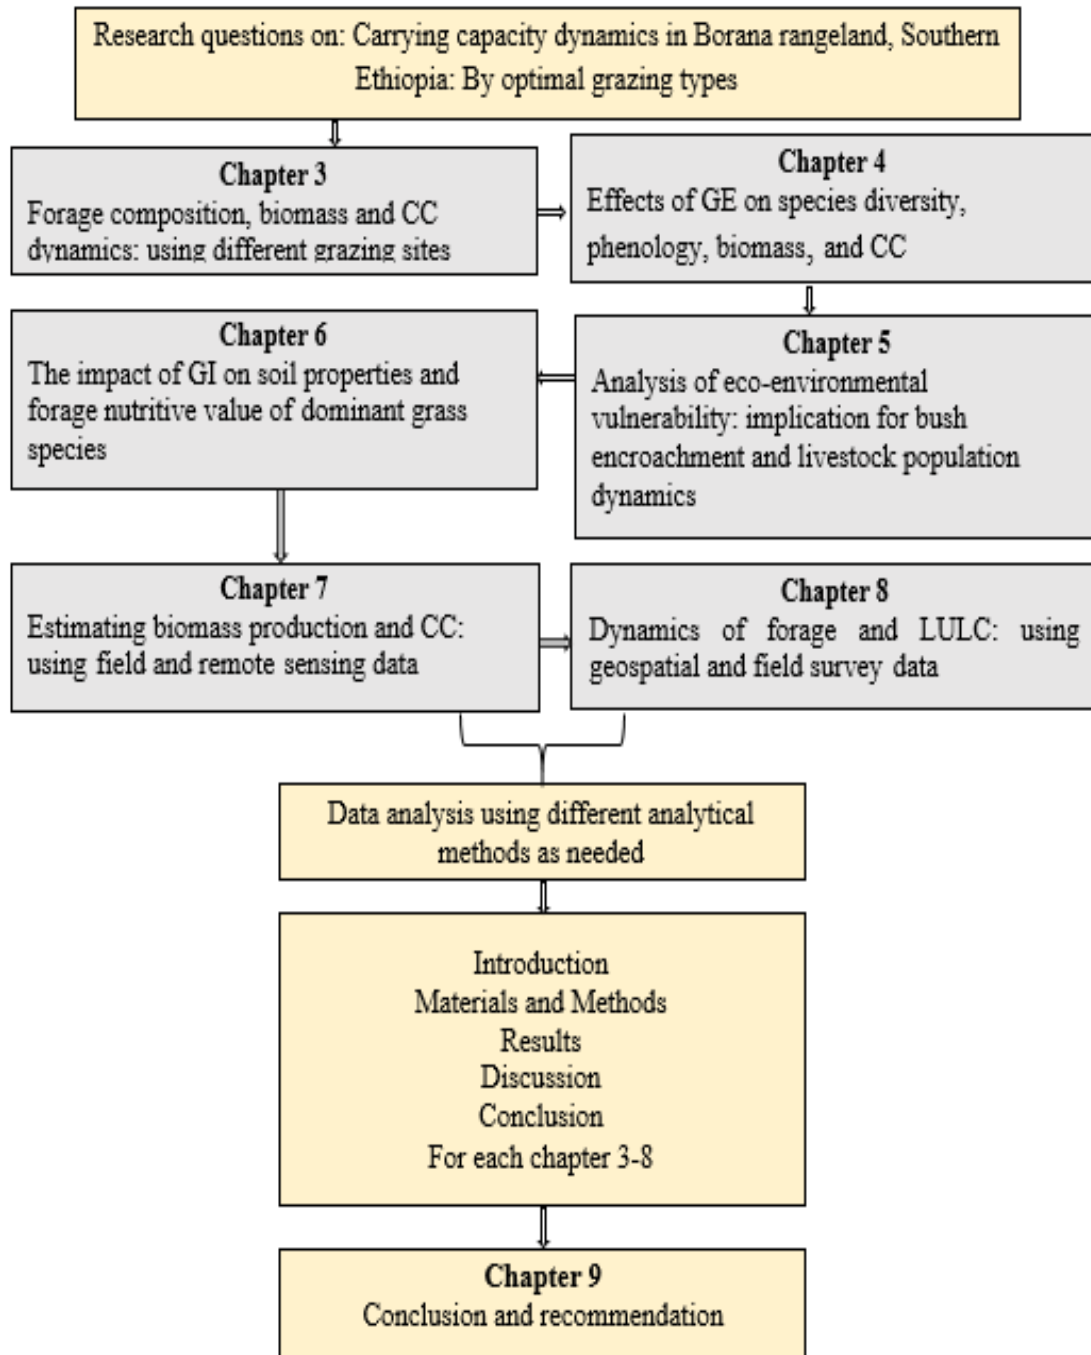 Research questions on: Carrying capacity dynamics in Borana rangeland, Southern
Ethiopia: By optimal grazing types
Chapter 3
Forage composition, biomass and CC
dynamics: using different grazing sites
Chapter 4
Effects of GE on species diversity,
phenology, biomass, and CC
Chapter 5
Analysis of eco-environmental
vulnerability: implication for bush
encroachment and livestock population
dynamics
Chapter 6
The impact of GI on soil properties and
forage nutritive value of dominant grass
species
Chapter 7
Estimating biomass production and CC:
using field and remote sensing data
Chapter 8
Dynamics of forage and LULC: using
geospatial and field survey data
Data analysis using different analytical
methods as needed
Introduction
Materials and Methods
Results
Discussion
Conclusion
For each chapter 3-8
Chapter 9
Conclusion and recommendation